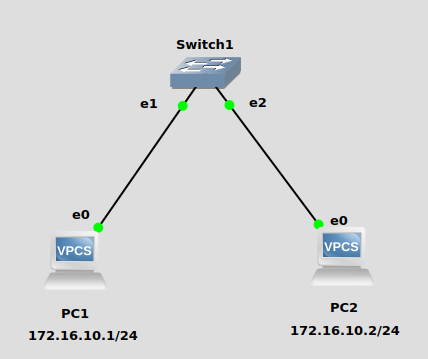 Switch1
e1
e2
e0
e0
VPCS
VPCS
PC1
PC2
172.16.10.1/24
172.16.10.2/24